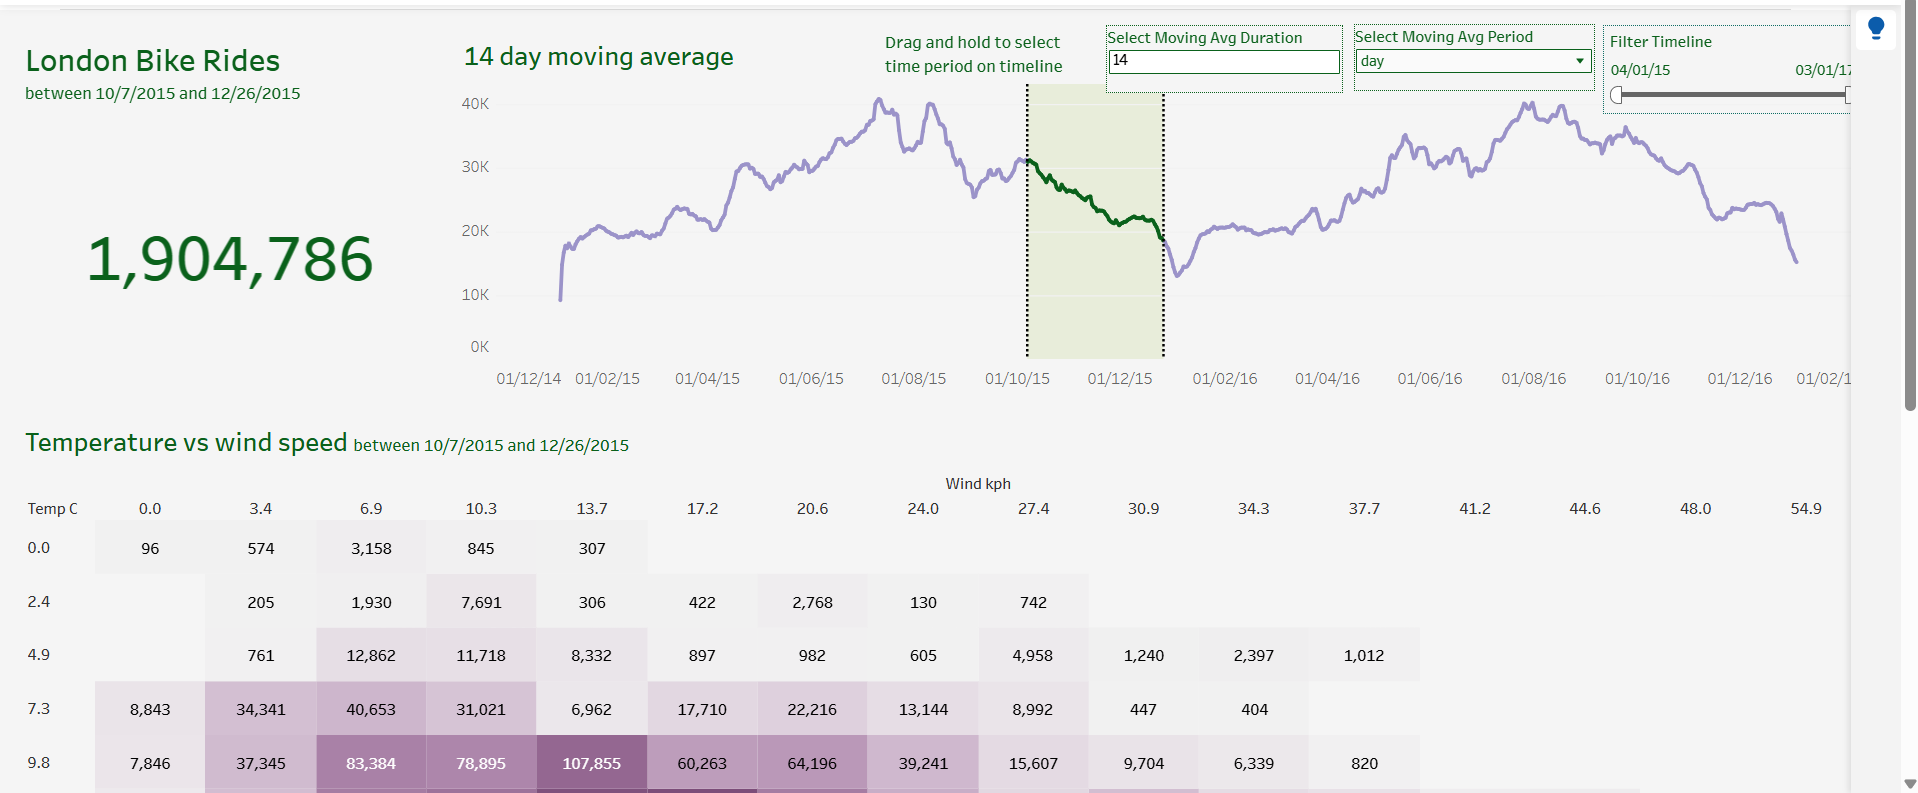 London Bike Rides
between 10/7/2015 and 12/26/2015
1,904,786
14 day moving average
Drag and hold to select
time period on timeline
Select Moving Avg Duration
14
Select Moving Avg Period
day
Filter Timeline
04/01/15 03/01/17
40K
30K
20K
10K
0K
01/12/14 01/02/15 01/04/15 01/06/15 01/08/15 01/10/15 01/12/15 01/02/16 01/04/16 01/06/16 01/08/16 01/10/16 01/12/16 01/02/1
Temperature vs wind speed between 10/7/2015 and 12/26/2015
Wind kph
Temp C 0.0 3.4 6.9 10.3 13.7 17.2 20.6 24.0 27.4 30.9 34.3 37.7 41.2 44.6 48.0 54.9
0.0 96 574 3,158 845 307
2.4 205 1,930 7,691 306 422 2,768 130 742
4.9 761 12,862 11,718 8,332 897 982 605 4,958 1,240 2,397 1,012
7.3 8,843 34,341 40,653 31,021 6,962 17,710 22,216 13,144 8,992 447 404
9.8 7,846 37,345 83,384 78,895 107,855 60,263 64,196 39,241 15,607 9,704 6,339 820